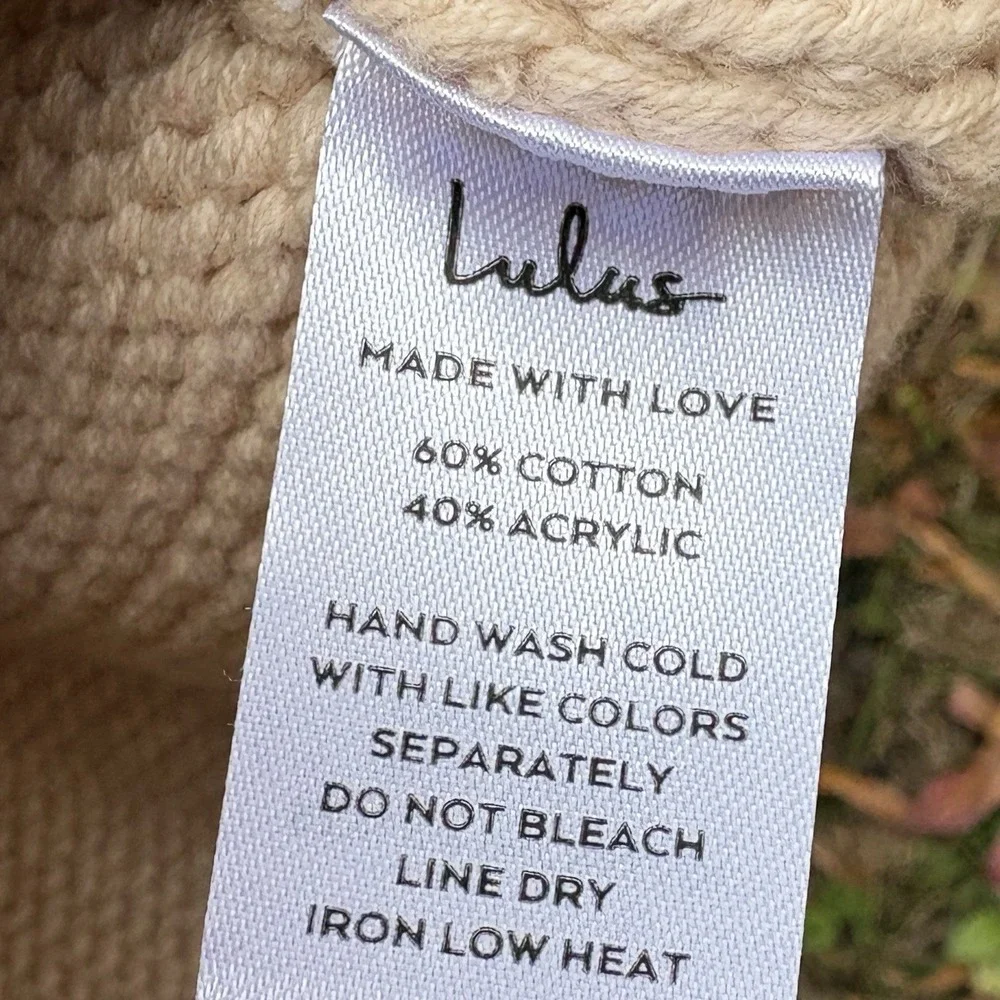 Lulus
MADE WITH LOVE
60% COTTON
40% ACRYLIC
HAND WASH COLD
WITH LIKE COLORS
SEPARATELY
DO NOT BLEACH
LINE DRY
IRON LOW HEAT